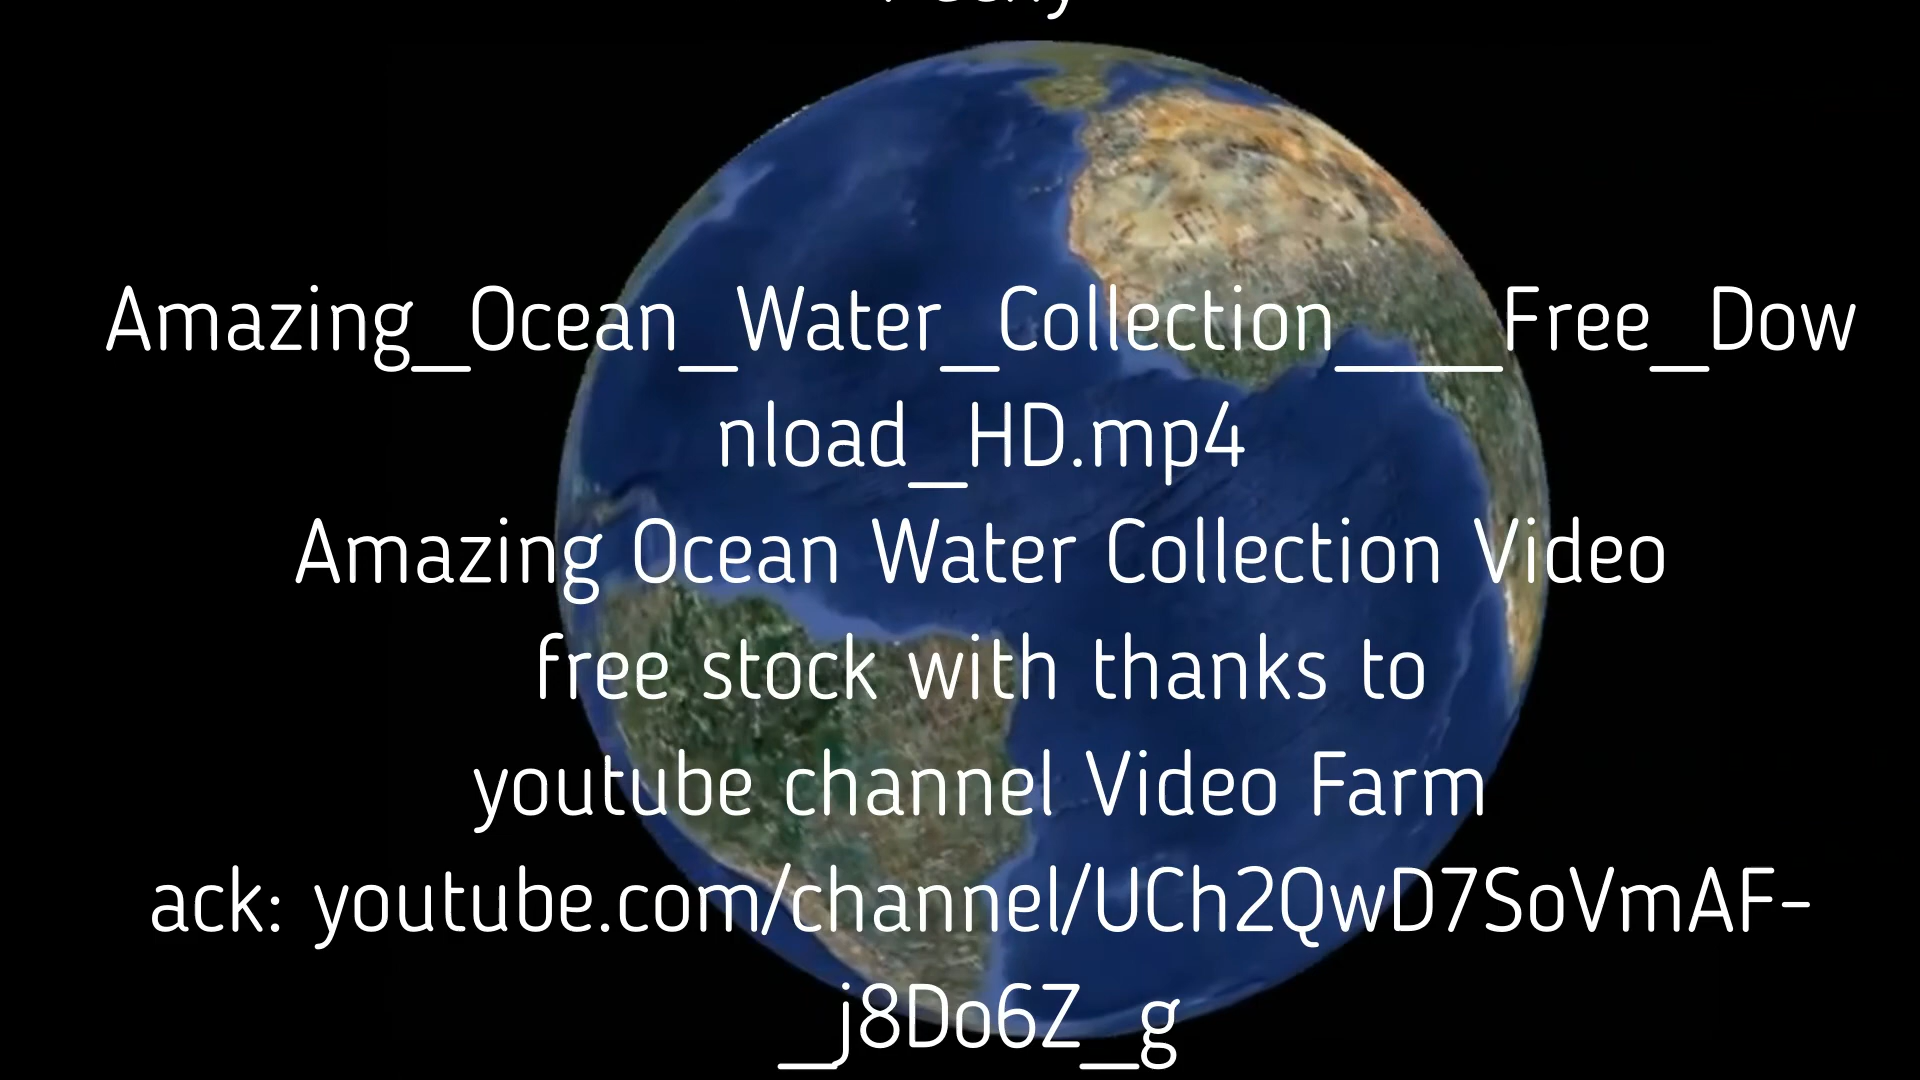 Amazing_Ocean_Water_Collection___Free_Dow
nload_HD.mp4
Amazing Ocean Water Collection Video
free stock with thanks to
youtube channel Video Farm
ack: youtube.com/channel/UCh2QwD7SoVmAF-
_j8Do6Z_g